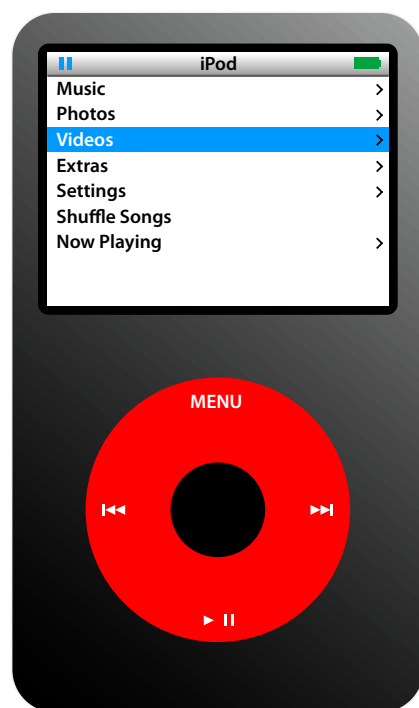 iPod
Music
Photos
Videos
Extras
Settings
Shuffle Songs
Now Playing
MENU